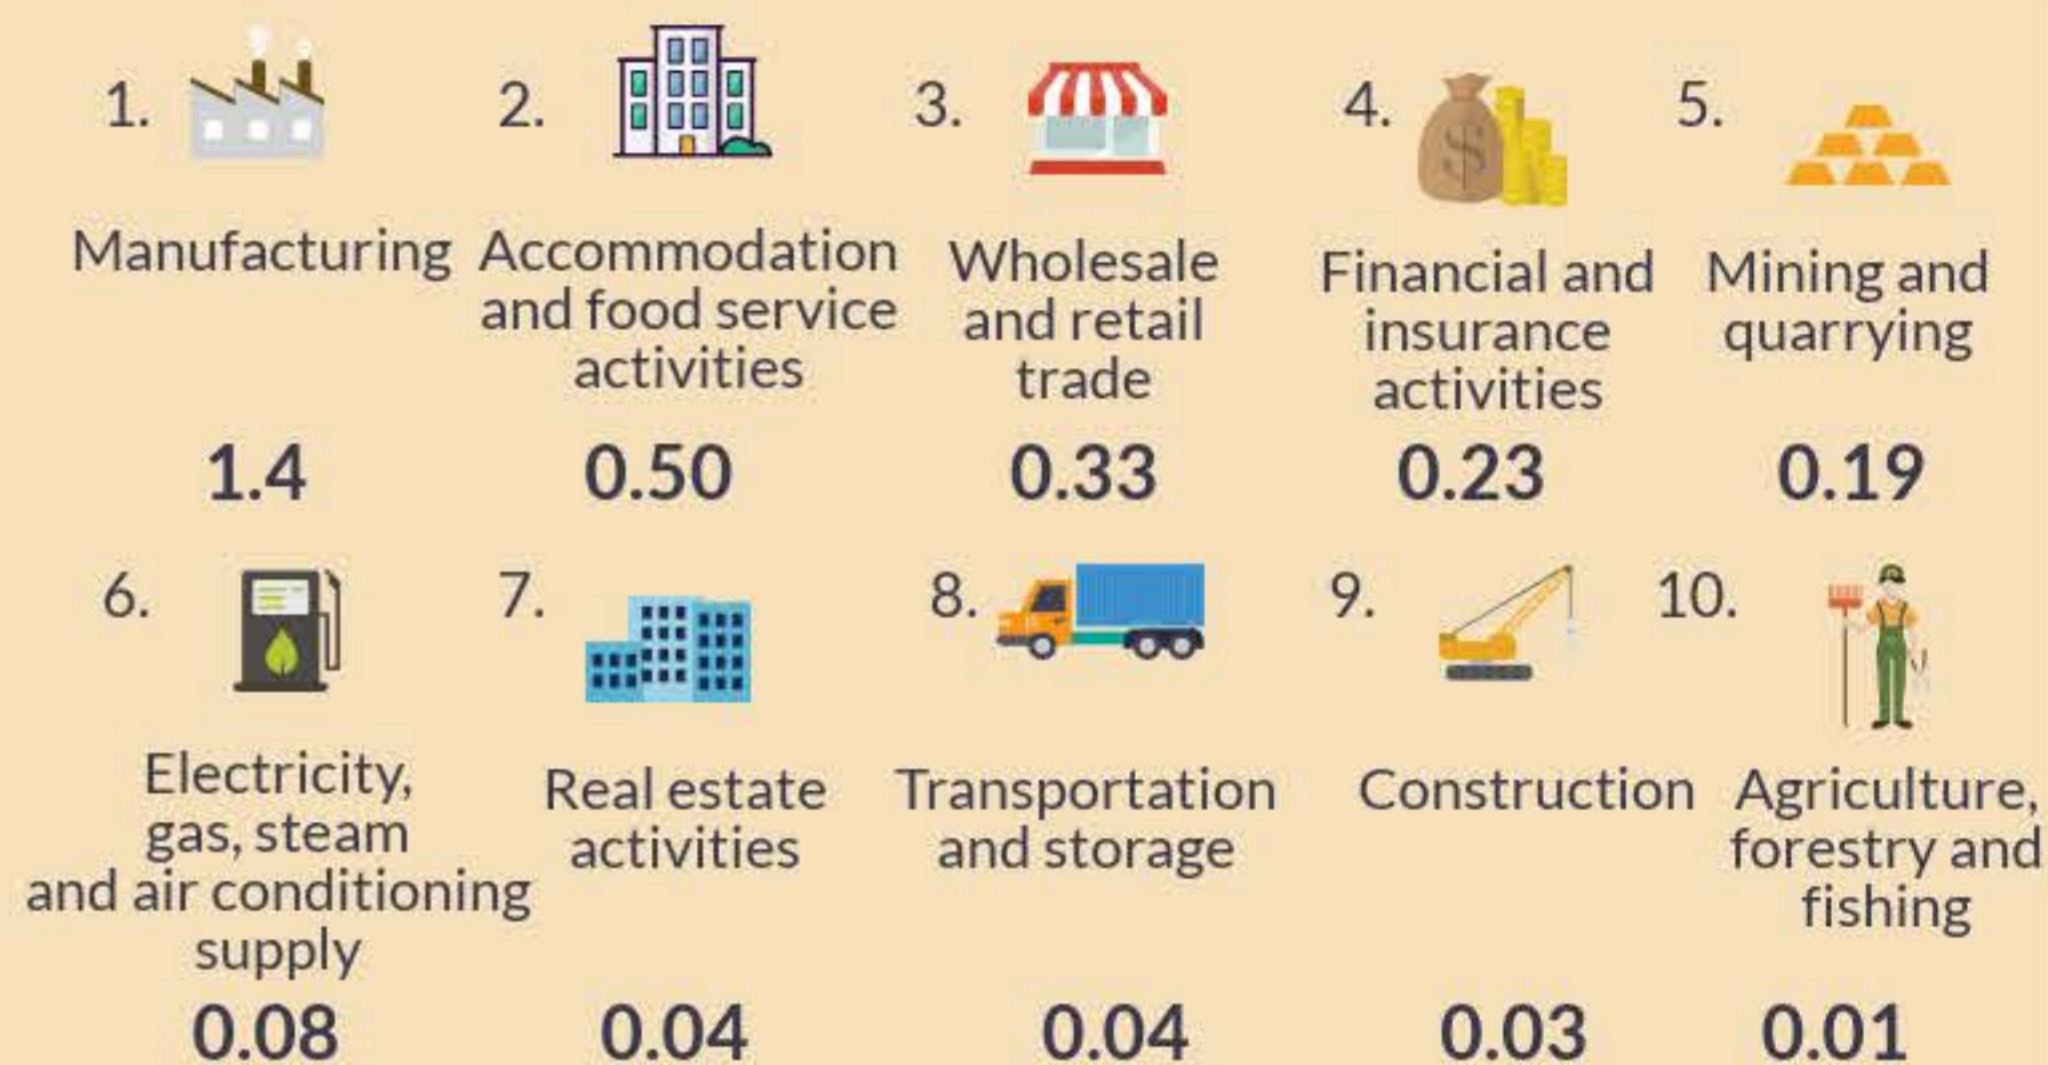 1.
2.
3.
4.
5.
Manufacturing
Accommodation
and food service
activities
Wholesale
and retail
trade
Financial and
insurance
activities
Mining and
quarrying
1.4
0.50
0.33
0.23
0.19
6.
7.
8.
9.
10.
Electricity,
gas, steam
and air conditioning
supply
Real estate
activities
Transportation
and storage
Construction
Agriculture,
forestry and
fishing
0.08
0.04
0.04
0.03
0.01